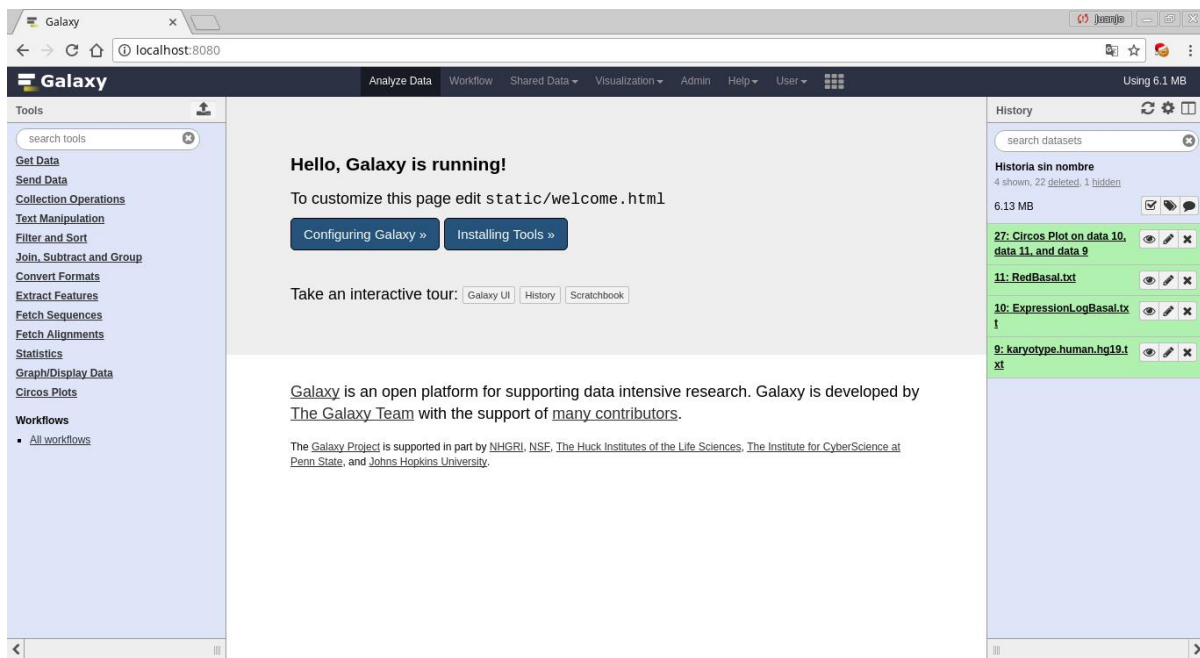 Galaxy
juanjo
localhost:8080
Galaxy
Analyze Data Workflow Shared Data Visualization Admin Help User
Using 6.1 MB
Tools
search tools
Get Data
Send Data
Collection Operations
Text Manipulation
Filter and Sort
Join, Subtract and Group
Convert Formats
Extract Features
Fetch Sequences
Fetch Alignments
Statistics
Graph/Display Data
Circos Plots
Workflows
All workflows
Hello, Galaxy is running!
To customize this page edit static/welcome.html
Configuring Galaxy » Installing Tools »
Take an interactive tour: Galaxy UI History Scratchbook
Galaxy is an open platform for supporting data intensive research. Galaxy is developed by
The Galaxy Team with the support of many contributors.
The Galaxy Project is supported in part by NHGRI, NSF, The Huck Institutes of the Life Sciences, The Institute for CyberScience at
Penn State, and Johns Hopkins University.
History
search datasets
Historia sin nombre
4 shown, 22 deleted, 1 hidden
6.13 MB
27: Circos Plot on data 10,
data 11, and data 9
11: RedBasal.txt
10: ExpressionLogBasal.tx
t
9: karyotype.human.hg19.t
xt